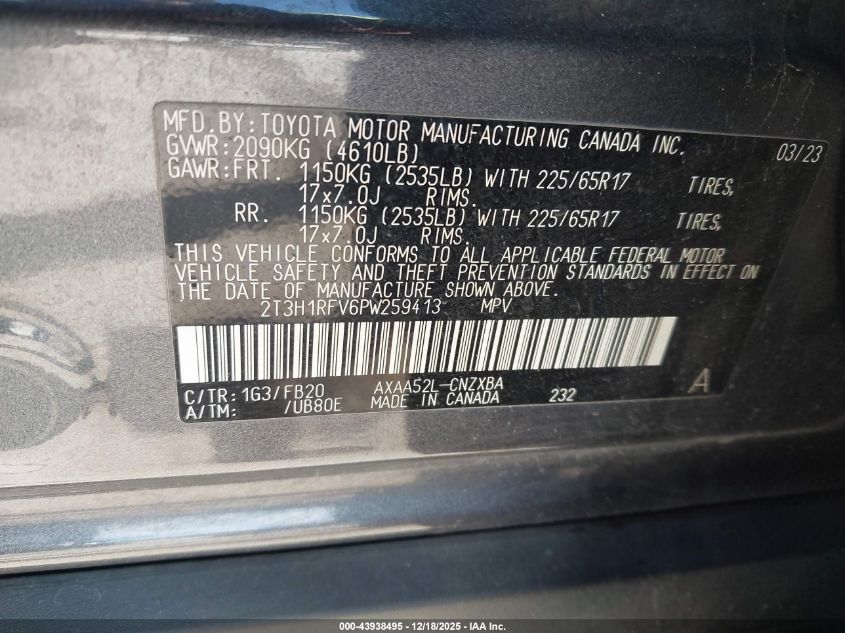 MFD. BY: TOYOTA MOTOR MANUFACTURING CANADA INC. 03/23
GVWR: 2090KG (4610LB)
GAWR: FRT. 1150KG (2535LB) WITH 225/65R17 TIRES,
17x7.0J RIMS.
RR. 1150KG (2535LB) WITH 225/65R17 TIRES,
17x7.0J RIMS.
THIS VEHICLE CONFORMS TO ALL APPLICABLE FEDERAL MOTOR
VEHICLE SAFETY AND THEFT PREVENTION STANDARDS IN EFFECT ON
THE DATE OF MANUFACTURE SHOWN ABOVE.
2T3H1RFV6PW259413 MPV
C/TR: 1G3/FB20 AXAA52L-CNZXBA A
A/TM: /UB80E MADE IN CANADA 232
000-43938495 - 12/18/2025 - IAA Inc.